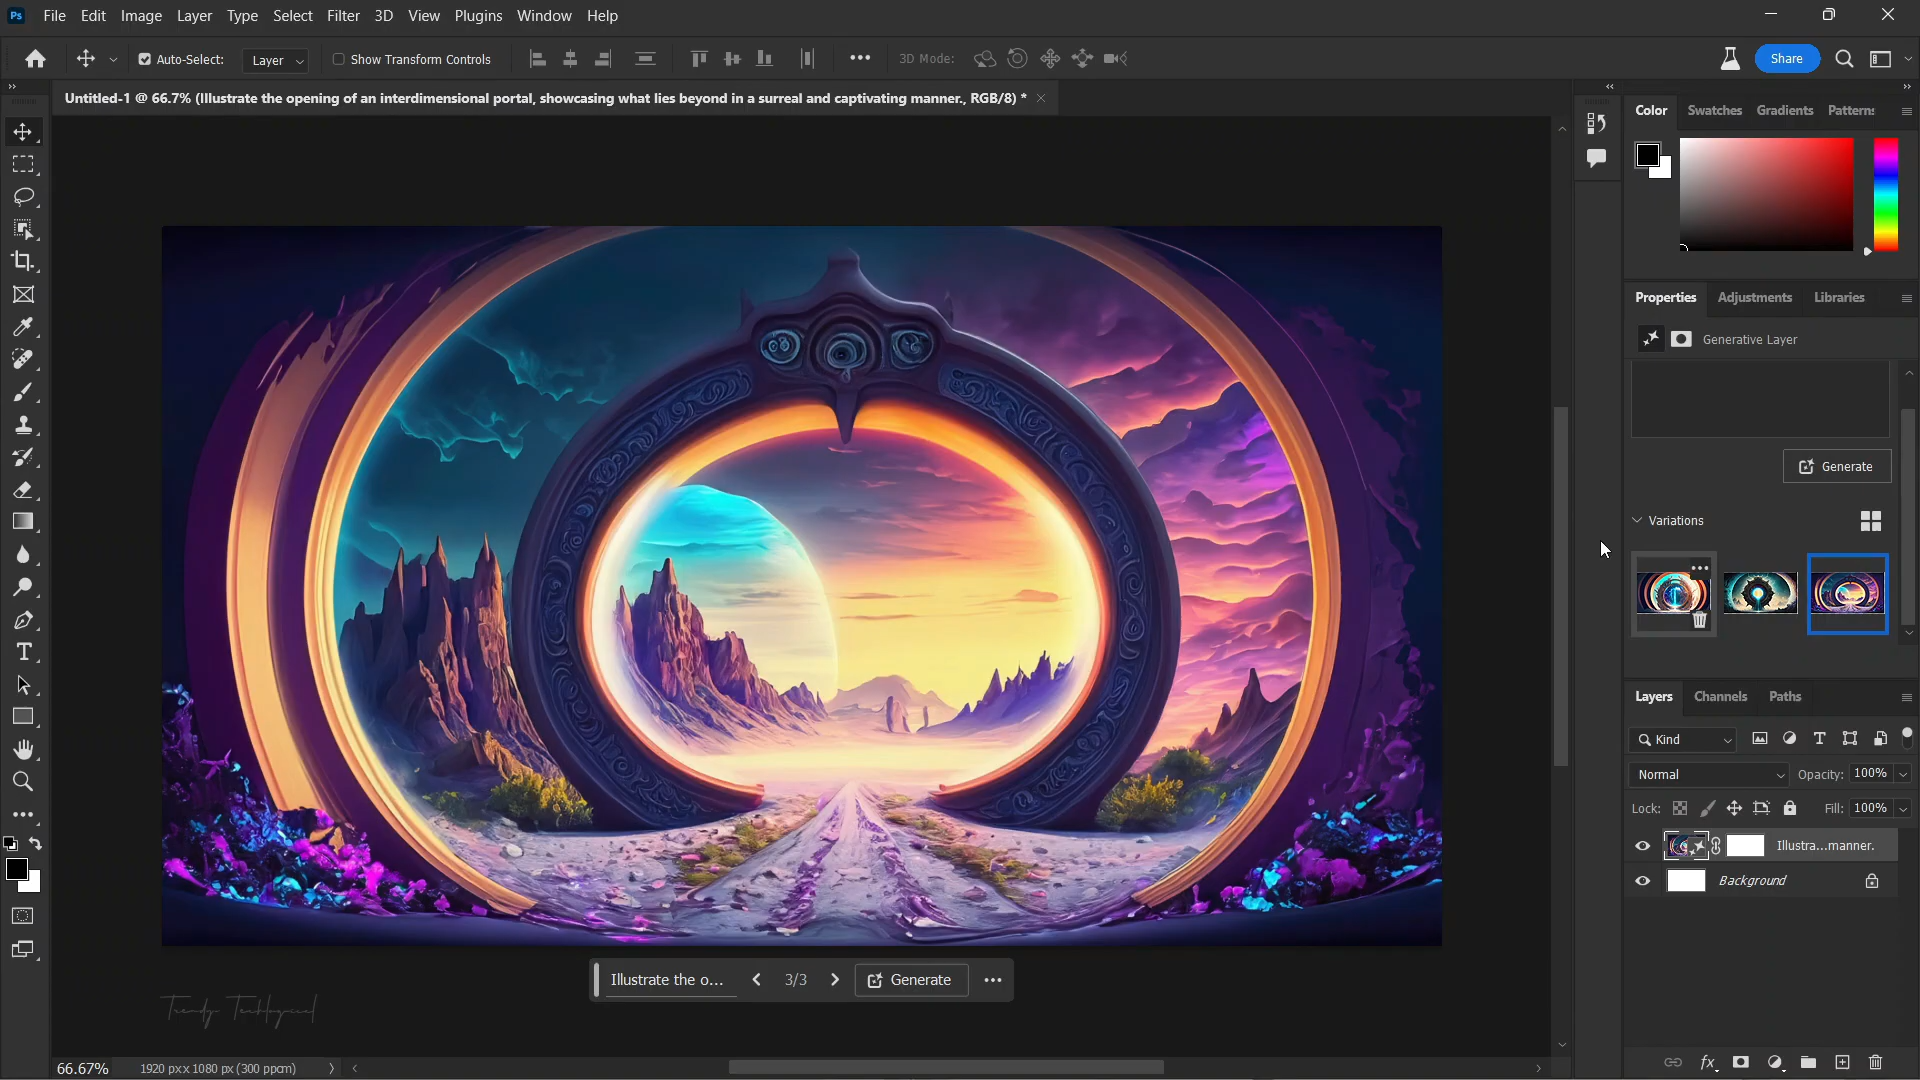 Ps File Edit Image Layer Type Select Filter 3D View Plugins Window Help
Auto-Select: Layer Show Transform Controls 3D Mode: Share
Untitled-1 @ 66.7% (Illustrate the opening of an interdimensional portal, showcasing what lies beyond in a surreal and captivating manner., RGB/8) *
Color Swatches Gradients Patterns
Properties Adjustments Libraries
Generative Layer
Generate
Variations
Layers Channels Paths
Kind
Normal Opacity: 100%
Lock: Fill: 100%
Illustra...manner.
Background
Illustrate the o... 3/3 Generate
Trendy
66.67% 1920 px x 1080 px (300 ppcm)